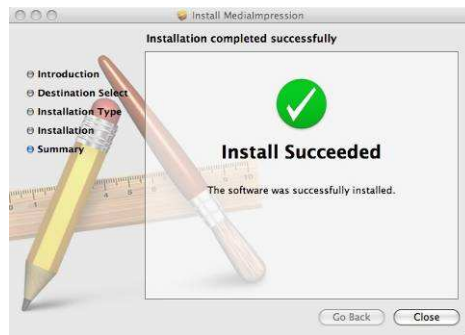 Install MediaImpression
Installation completed successfully
Introduction
Destination Select
Installation Type
Installation
Summary
Install Succeeded
The software was successfully installed.
Go Back
Close